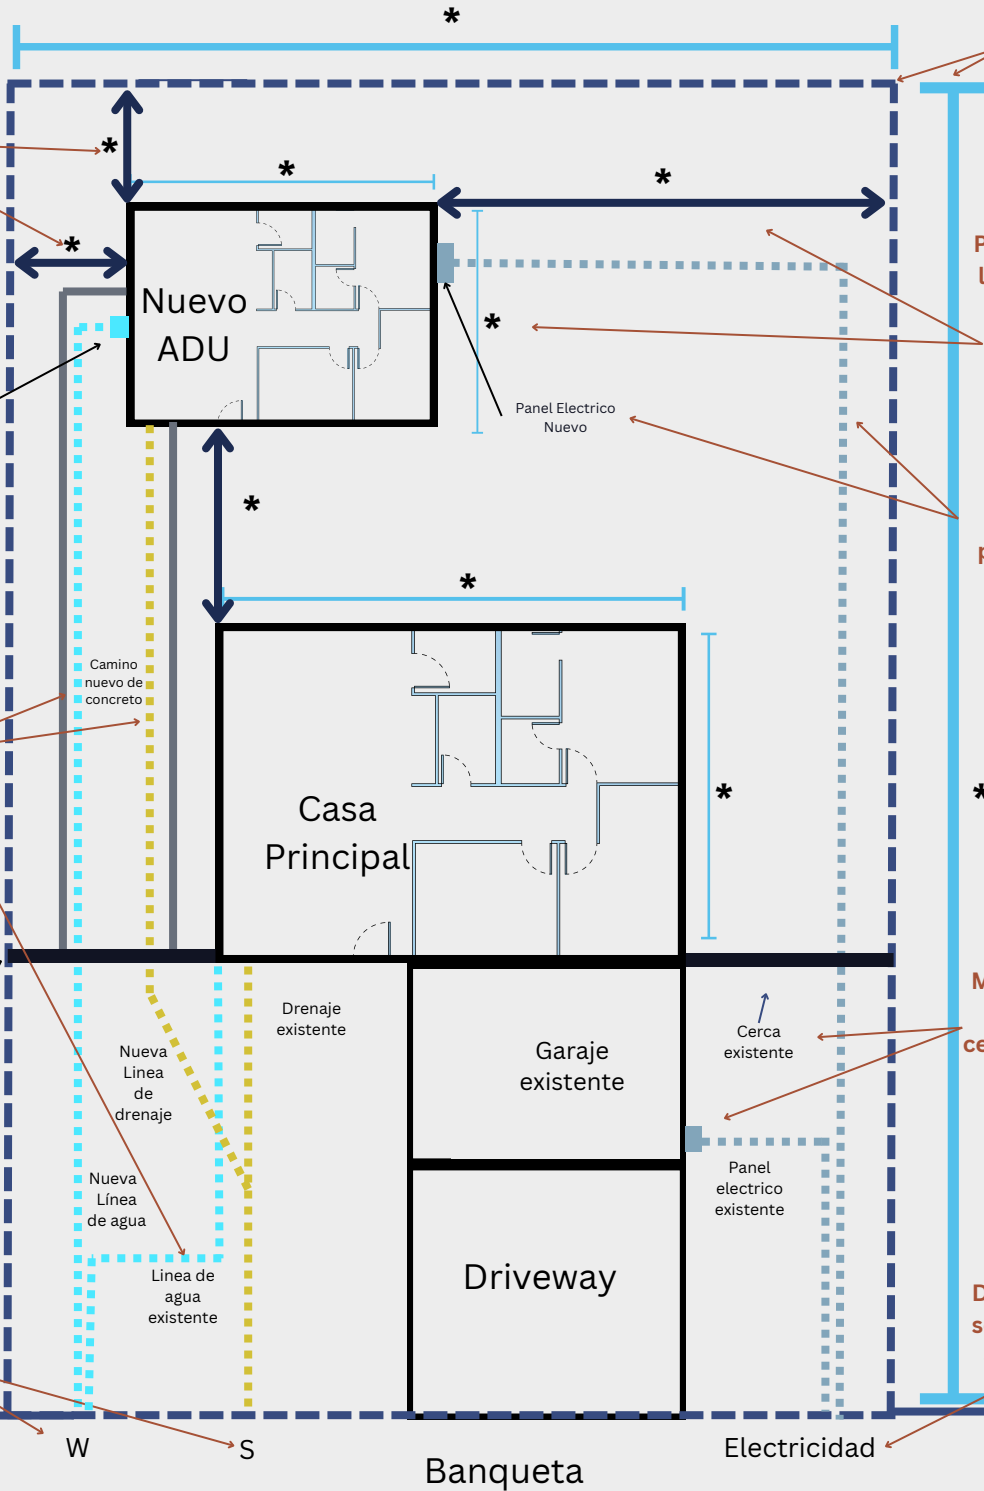 *
*
*
*
*
Nuevo
ADU
*
Panel Electrico
Nuevo
*
*
Camino
nuevo de
concreto
*
*
Casa
Principal
Drenaje
existente
Cerca
existente
Garaje
existente
Nueva
Linea
de
drenaje
Nueva
Línea
de agua
Panel
electrico
existente
Linea de
agua
existente
Driveway
W
S
Electricidad
Banqueta